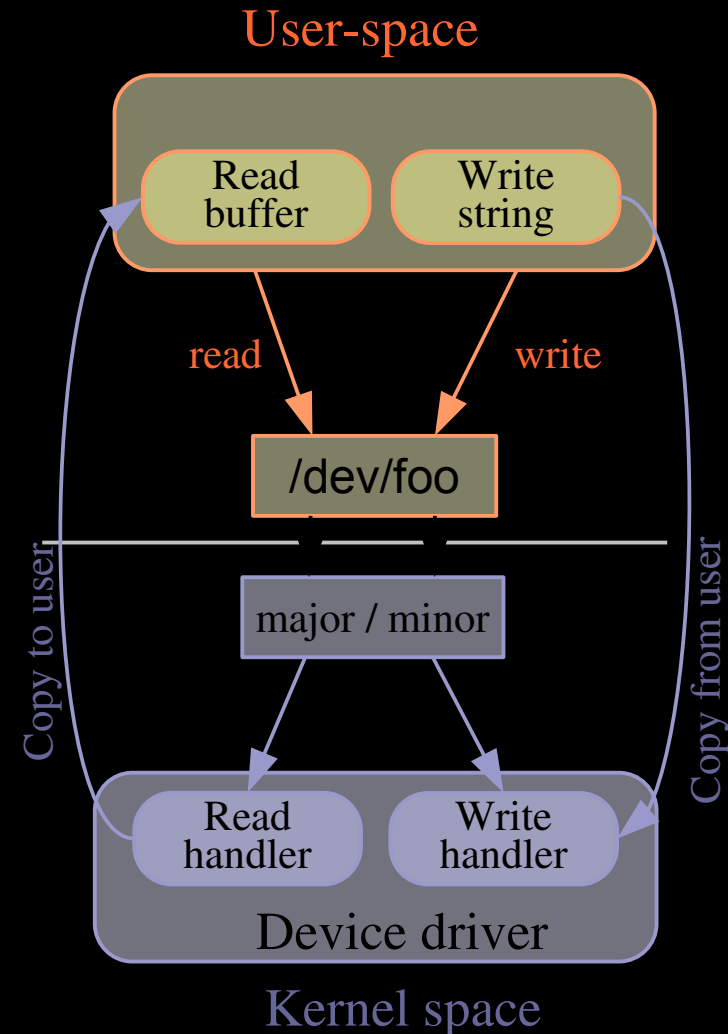 User-space
Read
buffer
Write
string
read
write
/dev/foo
Copy to user
Copy from user
major / minor
Read
handler
Write
handler
Device driver
Kernel space